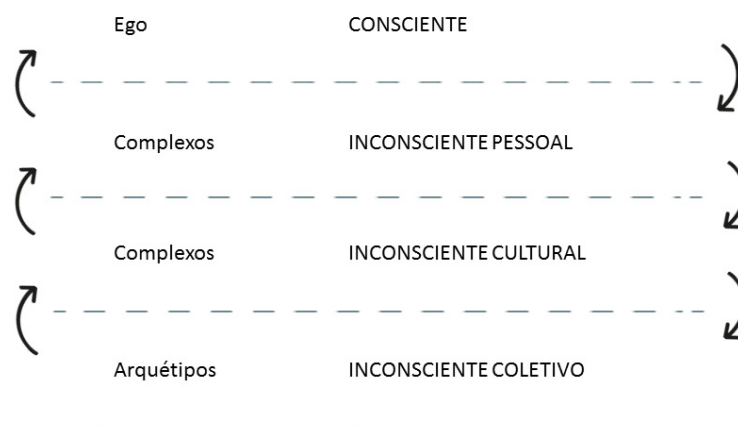 Ego CONSCIENTE
Complexos INCONSCIENTE PESSOAL
Complexos INCONSCIENTE CULTURAL
Arquétipos INCONSCIENTE COLETIVO